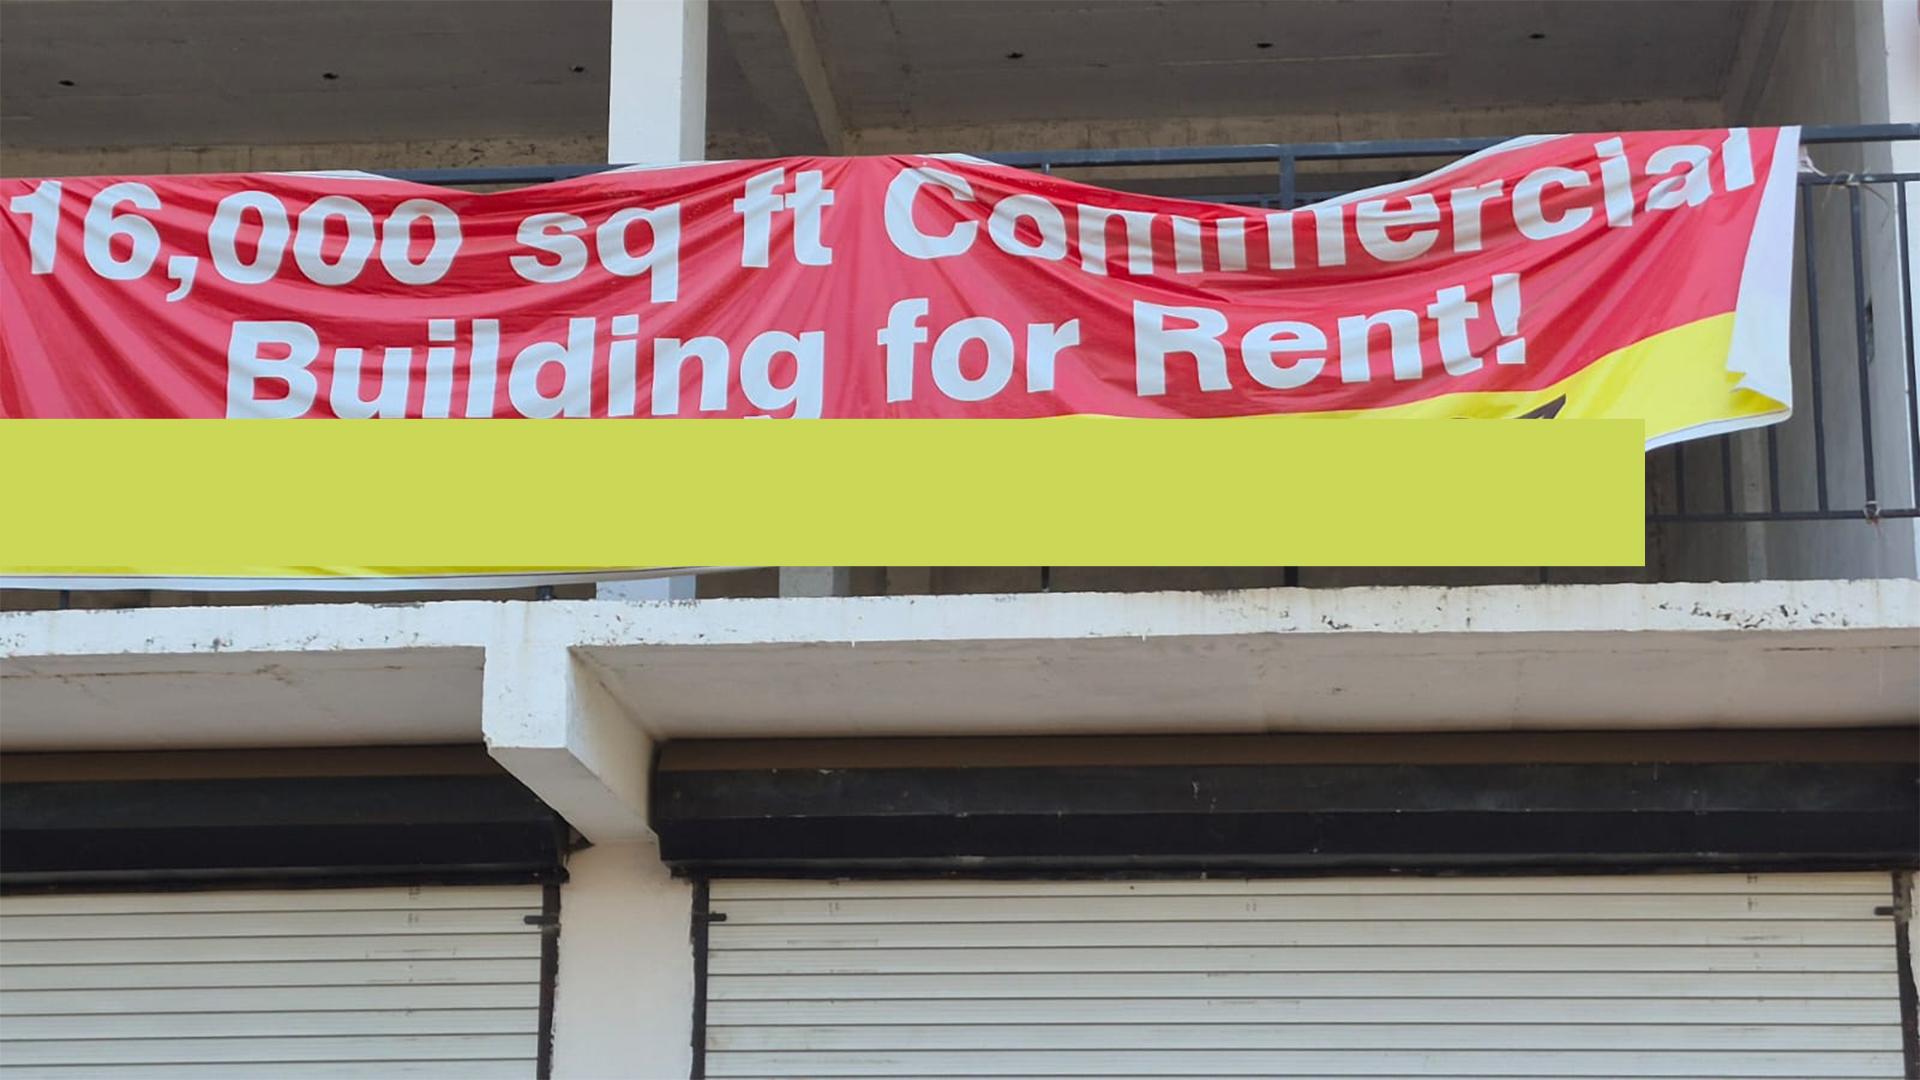 16,000 sq ft Commercial
Building for Rent!